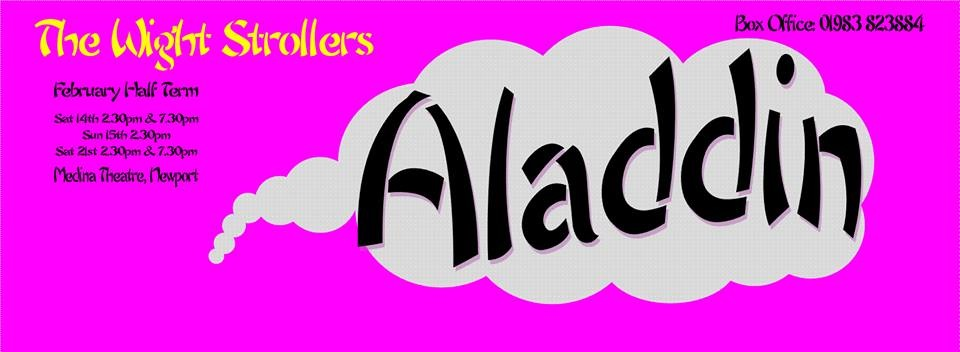 The Wight Strollers
Box Office: 01983 823884
February Half Term
Sat 14th 2.30pm & 7.30pm
Sun 15th 2.30pm
Sat 21st 2.30pm & 7.30pm
Medina Theatre, Newport
Aladdin